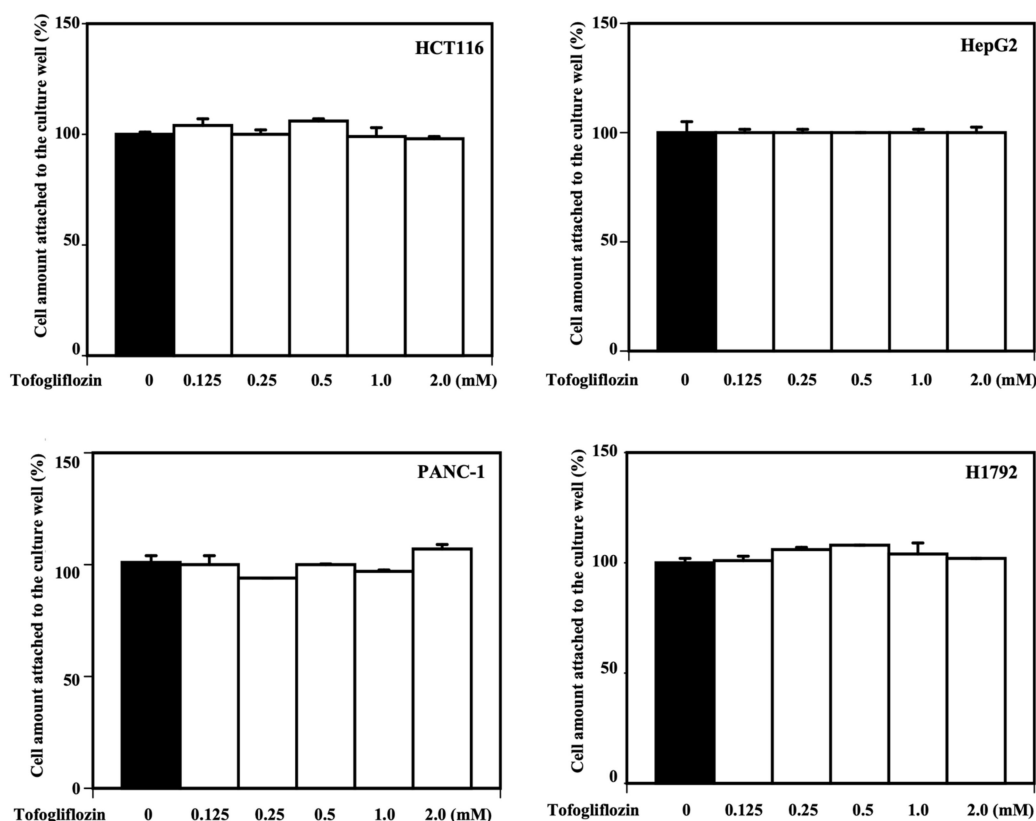 Cell amount attached to the culture well (%)
150
100
50
0
HCT116
Tofogliflozin 0 0.125 0.25 0.5 1.0 2.0 (mM)
Cell amount attached to the culture well (%)
150
100
50
0
HepG2
Tofogliflozin 0 0.125 0.25 0.5 1.0 2.0 (mM)
Cell amount attached to the culture well (%)
150
100
50
0
PANC-1
Tofogliflozin 0 0.125 0.25 0.5 1.0 2.0 (mM)
Cell amount attached to the culture well (%)
150
100
50
0
H1792
Tofogliflozin 0 0.125 0.25 0.5 1.0 2.0 (mM)